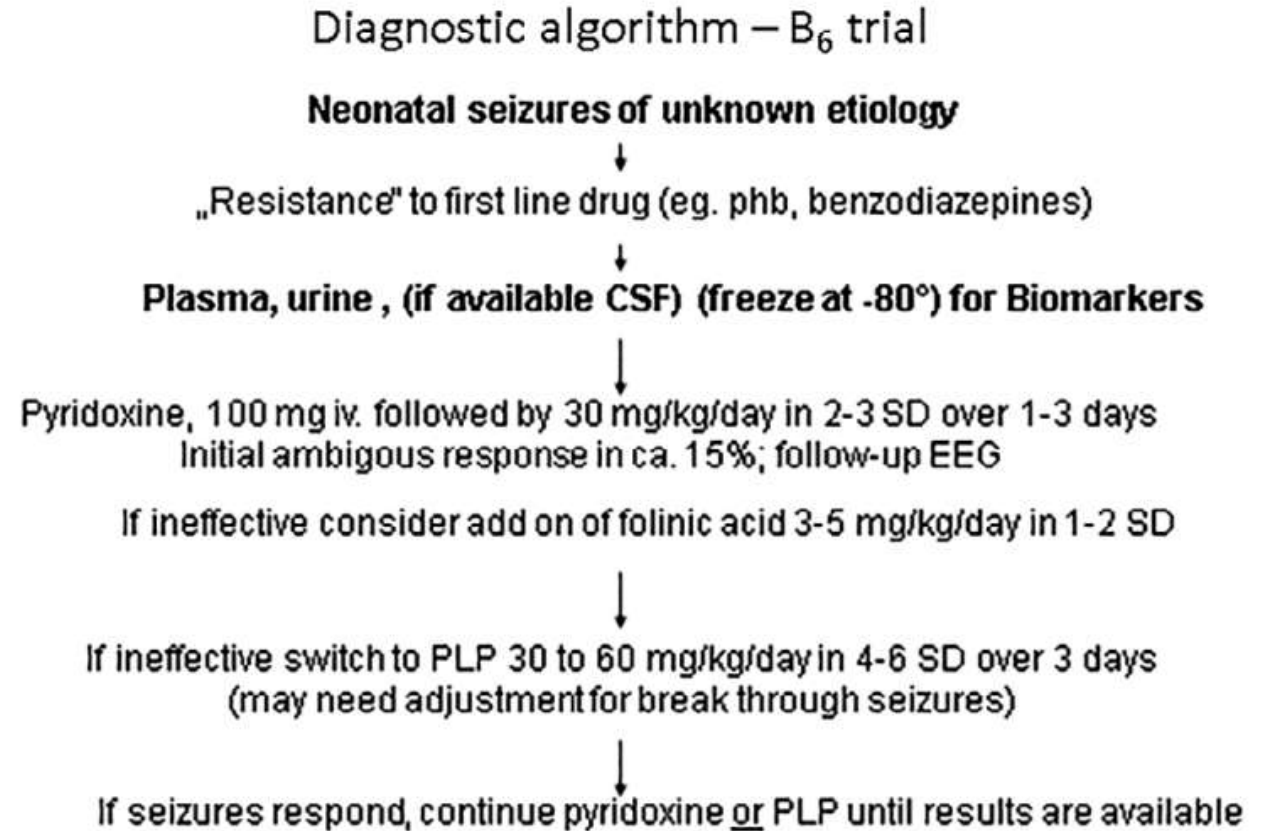 Diagnostic algorithm – B₆ trial
Neonatal seizures of unknown etiology
„Resistance" to first line drug (eg. phb, benzodiazepines)
Plasma, urine , (if available CSF) (freeze at -80°) for Biomarkers
Pyridoxine, 100 mg iv. followed by 30 mg/kg/day in 2-3 SD over 1-3 days
Initial ambigous response in ca. 15%; follow-up EEG
If ineffective consider add on of folinic acid 3-5 mg/kg/day in 1-2 SD
If ineffective switch to PLP 30 to 60 mg/kg/day in 4-6 SD over 3 days
(may need adjustment for break through seizures)
If seizures respond, continue pyridoxine or PLP until results are available